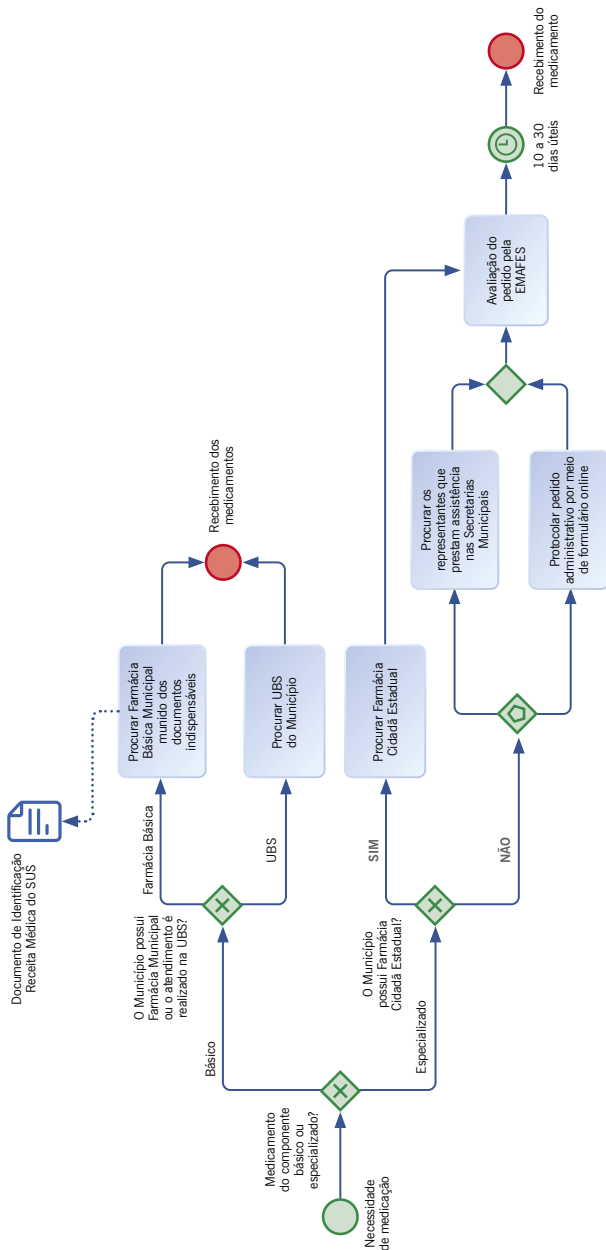 Necessidade
de medicação
Medicamento
do componente
básico ou
especializado?
Básico
Especializado
O Município possui
Farmácia Municipal
ou o atendimento é
realizado na UBS?
Farmácia Básica
UBS
Documento de Identificação
Receita Médica do SUS
Procurar Farmácia
Básica Municipal
munido dos
documentos
indispensáveis
Procurar UBS
do Município
Recebimento dos
medicamentos
O Município
possui Farmácia
Cidadã Estadual?
SIM
NÃO
Procurar Farmácia
Cidadã Estadual
Procurar os
representantes que
prestam assistência
nas Secretarias
Municipais
Protocolar pedido
administrativo por meio
de formulário online
Avaliação do
pedido pela
EMAFES
10 a 30
dias úteis
Recebimento do
medicamento